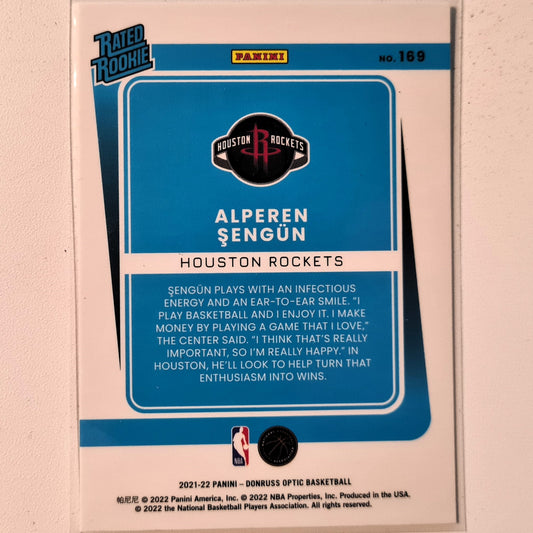 RATED
ROOKIE
PANINI
NO. 169
HOUSTON ROCKETS
ALPEREN
ŞENGÜN
HOUSTON ROCKETS
ŞENGÜN PLAYS WITH AN INFECTIOUS
ENERGY AND AN EAR-TO-EAR SMILE. "I
PLAY BASKETBALL AND I ENJOY IT. I MAKE
MONEY BY PLAYING A GAME THAT I LOVE,"
THE CENTER SAID. "I THINK THAT'S REALLY
IMPORTANT, SO I'M REALLY HAPPY." IN
HOUSTON, HE'LL LOOK TO HELP TURN THAT
ENTHUSIASM INTO WINS.
NBA
2021-22 PANINI – DONRUSS OPTIC BASKETBALL
帕尼尼 © 2022 Panini America, Inc. © 2022 NBA Properties, Inc. Produced in the USA.
© 2022 the National Basketball Players Association. All rights reserved.